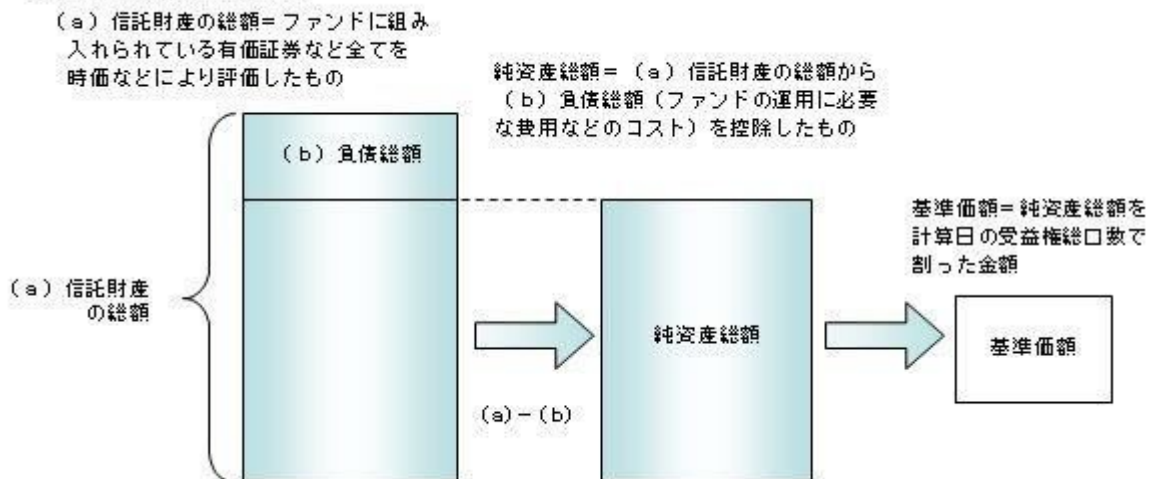 (a) 信託財産の総額=ファンドに組み
入れられている有価証券など全てを
時価などにより評価したもの
純資産総額= (a) 信託財産の総額から
(b) 負債総額(ファンドの運用に必要
な費用などのコスト)を控除したもの
(b) 負債総額
基準価額=純資産総額を
計算日の受益権総口数で
割った金額
(a) 信託財産
の総額
純資産総額
基準価額
(a)-(b)